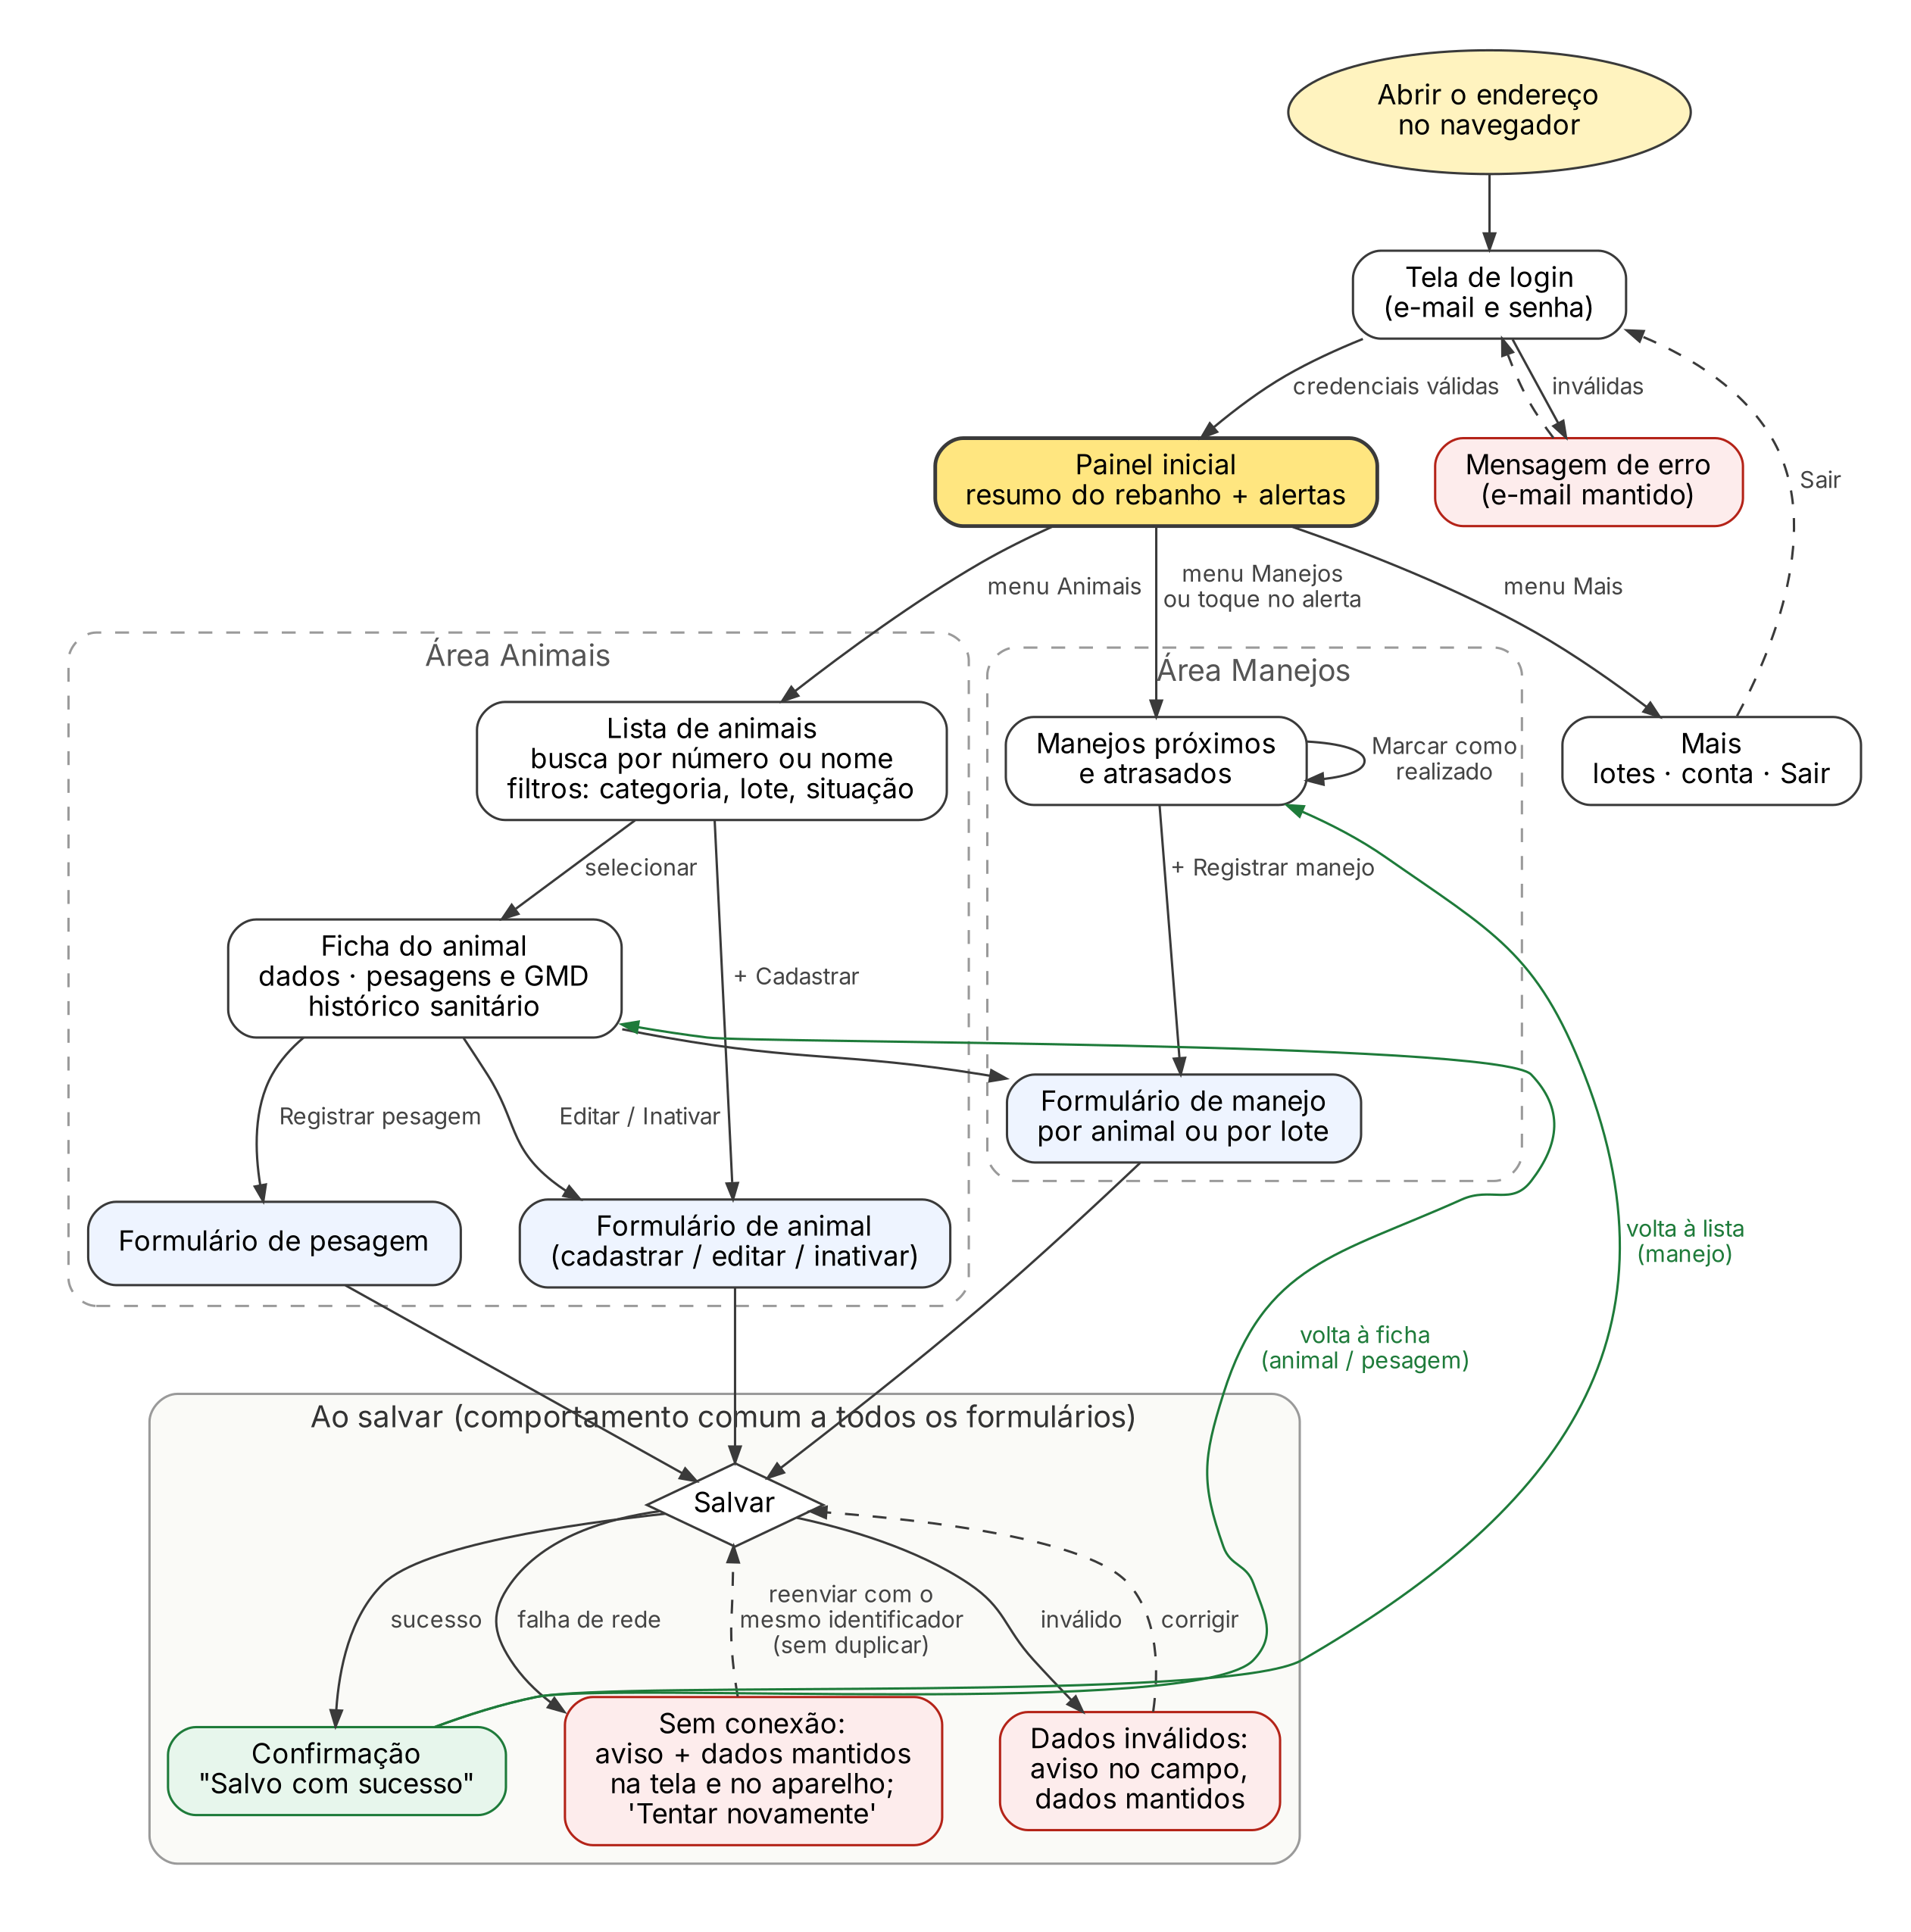 Abrir o endereço
no navegador
Tela de login
(e-mail e senha)
credenciais válidas
inválidas
Painel inicial
resumo do rebanho + alertas
Mensagem de erro
(e-mail mantido)
Sair
menu Animais
menu Manejos
ou toque no alerta
menu Mais
Área Animais
Área Manejos
Lista de animais
busca por número ou nome
filtros: categoria, lote, situação
Manejos próximos
e atrasados
Marcar como
realizado
Mais
lotes · conta · Sair
selecionar
+ Registrar manejo
Ficha do animal
dados · pesagens e GMD
histórico sanitário
+ Cadastrar
Registrar pesagem
Editar / Inativar
Formulário de manejo
por animal ou por lote
Formulário de pesagem
Formulário de animal
(cadastrar / editar / inativar)
volta à lista
(manejo)
volta à ficha
(animal / pesagem)
Ao salvar (comportamento comum a todos os formulários)
Salvar
sucesso
falha de rede
reenviar com o
mesmo identificador
(sem duplicar)
inválido
corrigir
Confirmação
"Salvo com sucesso"
Sem conexão:
aviso + dados mantidos
na tela e no aparelho;
'Tentar novamente'
Dados inválidos:
aviso no campo,
dados mantidos